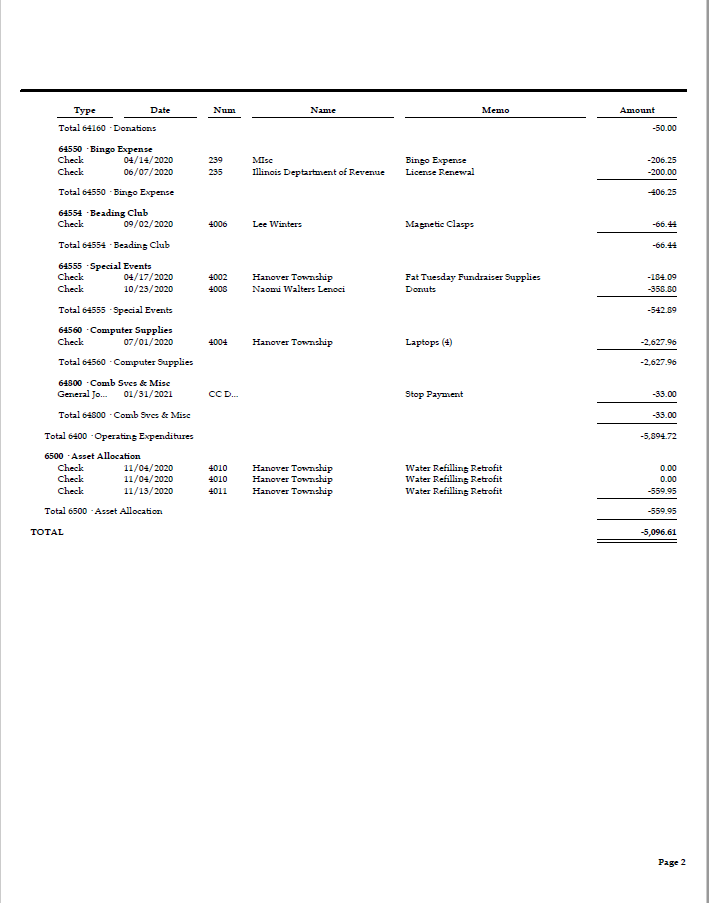 Type Date Num Name Memo Amount
Total 64160 · Donations -50.00
64550 · Bingo Expense
Check 04/14/2020 239 MIsc Bingo Expense -206.25
Check 06/07/2020 235 Illinois Deptartment of Revenue License Renewal -200.00
Total 64550 · Bingo Expense -406.25
64554 · Beading Club
Check 09/02/2020 4006 Lee Winters Magnetic Clasps -66.44
Total 64554 · Beading Club -66.44
64555 · Special Events
Check 04/17/2020 4002 Hanover Township Fat Tuesday Fundraiser Supplies -184.09
Check 10/23/2020 4008 Naomi Walters Lenoci Donuts -358.80
Total 64555 · Special Events -542.89
64560 · Computer Supplies
Check 07/01/2020 4004 Hanover Township Laptops (4) -2,627.96
Total 64560 · Computer Supplies -2,627.96
64800 · Comb Svcs & Misc
General Jo... 01/31/2021 CC D... Stop Payment -33.00
Total 64800 · Comb Svcs & Misc -33.00
Total 6400 · Operating Expenditures -5,894.72
6500 · Asset Allocation
Check 11/04/2020 4010 Hanover Township Water Refilling Retrofit 0.00
Check 11/04/2020 4010 Hanover Township Water Refilling Retrofit 0.00
Check 11/13/2020 4011 Hanover Township Water Refilling Retrofit -559.95
Total 6500 · Asset Allocation -559.95
TOTAL -5,096.61
Page 2